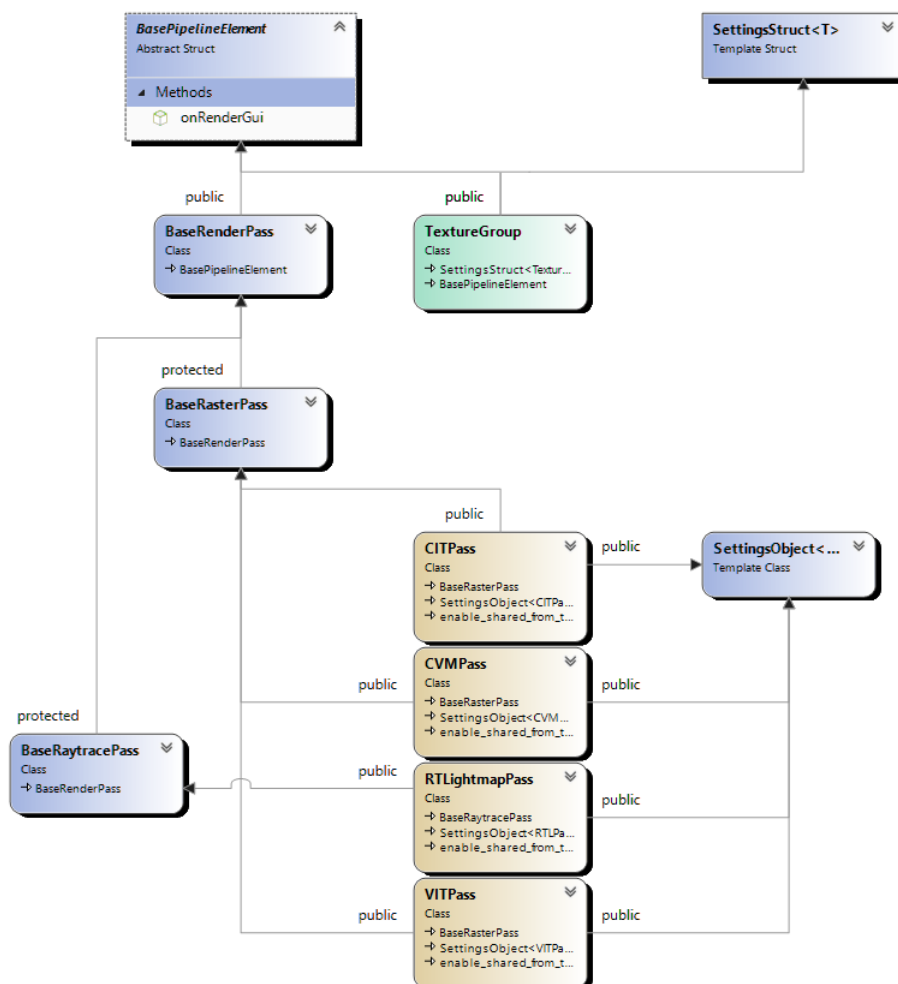 BasePipelineElement
Abstract Struct
Methods
onRenderGui
SettingsStruct<T>
Template Struct
public
public
BaseRenderPass
Class
BasePipelineElement
TextureGroup
Class
SettingsStruct<Textur...
BasePipelineElement
protected
BaseRasterPass
Class
BaseRenderPass
public
CITPass
Class
BaseRasterPass
SettingsObject<CITPa...
enable_shared_from_t...
public
SettingsObject< ...
Template Class
public
CVMPass
Class
BaseRasterPass
SettingsObject<CVM...
enable_shared_from_t...
public
protected
BaseRaytracePass
Class
BaseRenderPass
public
RTLightmapPass
Class
BaseRaytracePass
SettingsObject<RTLPa...
enable_shared_from_t...
public
public
VITPass
Class
BaseRasterPass
SettingsObject<VITPa...
enable_shared_from_t...
public